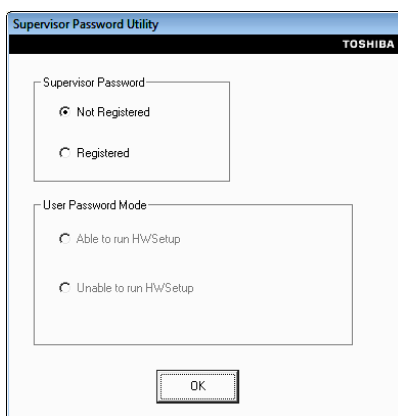 Supervisor Password Utility
TOSHIBA
Supervisor Password
Not Registered
Registered
User Password Mode
Able to run HWSetup
Unable to run HWSetup
OK